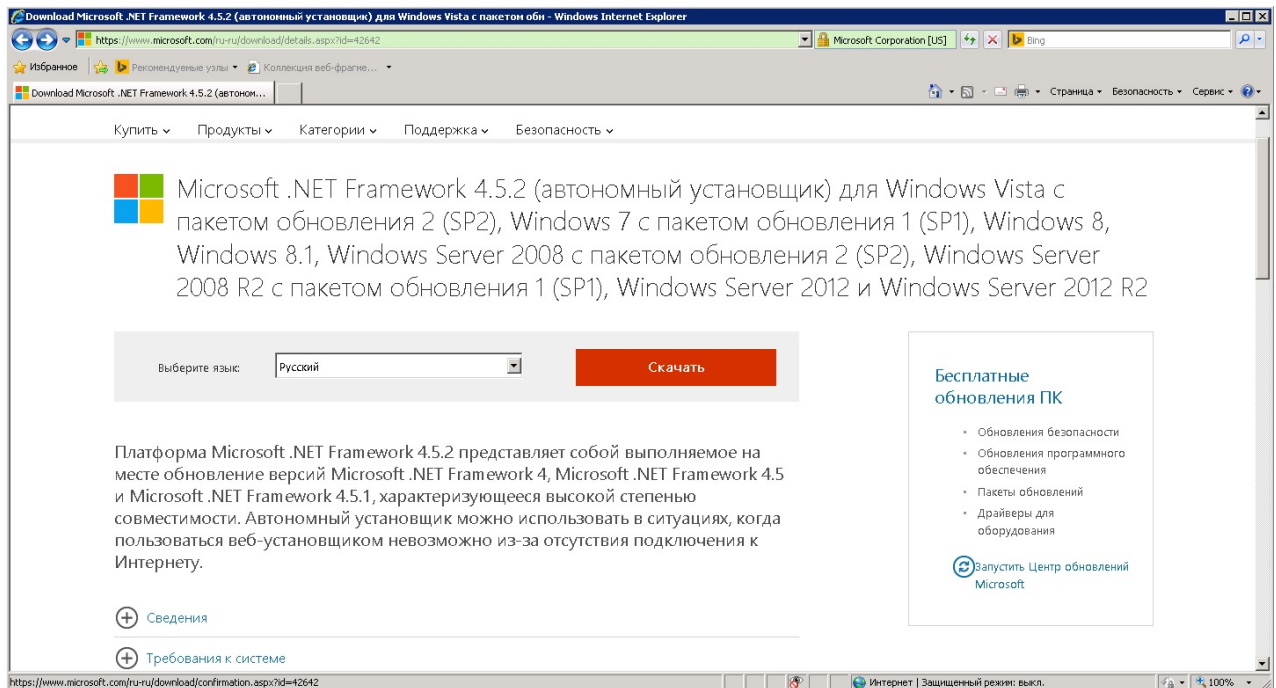 Download Microsoft .NET Framework 4.5.2 (автономный установщик) для Windows Vista с пакетом обн - Windows Internet Explorer
https://www.microsoft.com/ru-ru/download/details.aspx?id=42642
Microsoft Corporation [US]
Bing
Избранное
Рекомендуемые узлы
Коллекция веб-фрагме...
Download Microsoft .NET Framework 4.5.2 (автоном...
Страница
Безопасность
Сервис
Купить
Продукты
Категории
Поддержка
Безопасность
Microsoft .NET Framework 4.5.2 (автономный установщик) для Windows Vista с
пакетом обновления 2 (SP2), Windows 7 с пакетом обновления 1 (SP1), Windows 8,
Windows 8.1, Windows Server 2008 с пакетом обновления 2 (SP2), Windows Server
2008 R2 с пакетом обновления 1 (SP1), Windows Server 2012 и Windows Server 2012 R2
Выберите язык:
Русский
Скачать
Платформа Microsoft .NET Framework 4.5.2 представляет собой выполняемое на
месте обновление версий Microsoft .NET Framework 4, Microsoft .NET Framework 4.5
и Microsoft .NET Framework 4.5.1, характеризующееся высокой степенью
совместимости. Автономный установщик можно использовать в ситуациях, когда
пользоваться веб-установщиком невозможно из-за отсутствия подключения к
Интернету.
Сведения
Требования к системе
Бесплатные
обновления ПК
Обновления безопасности
Обновления программного
обеспечения
Пакеты обновлений
Драйверы для
оборудования
Запустить Центр обновлений
Microsoft
https://www.microsoft.com/ru-ru/download/confirmation.aspx?id=42642
Интернет | Защищенный режим: выкл.
100%